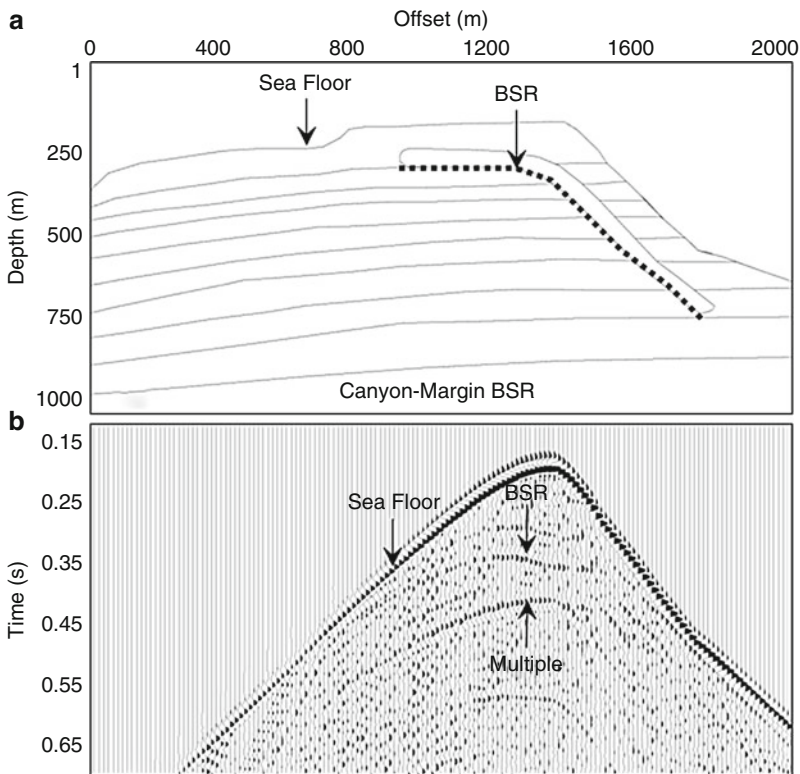 a
Offset (m)
0 400 800 1200 1600 2000
1
Sea Floor
BSR
250
Depth (m)
500
750
1000
Canyon-Margin BSR
b
0.15
0.25
Sea Floor
BSR
0.35
Time (s)
0.45
Multiple
0.55
0.65